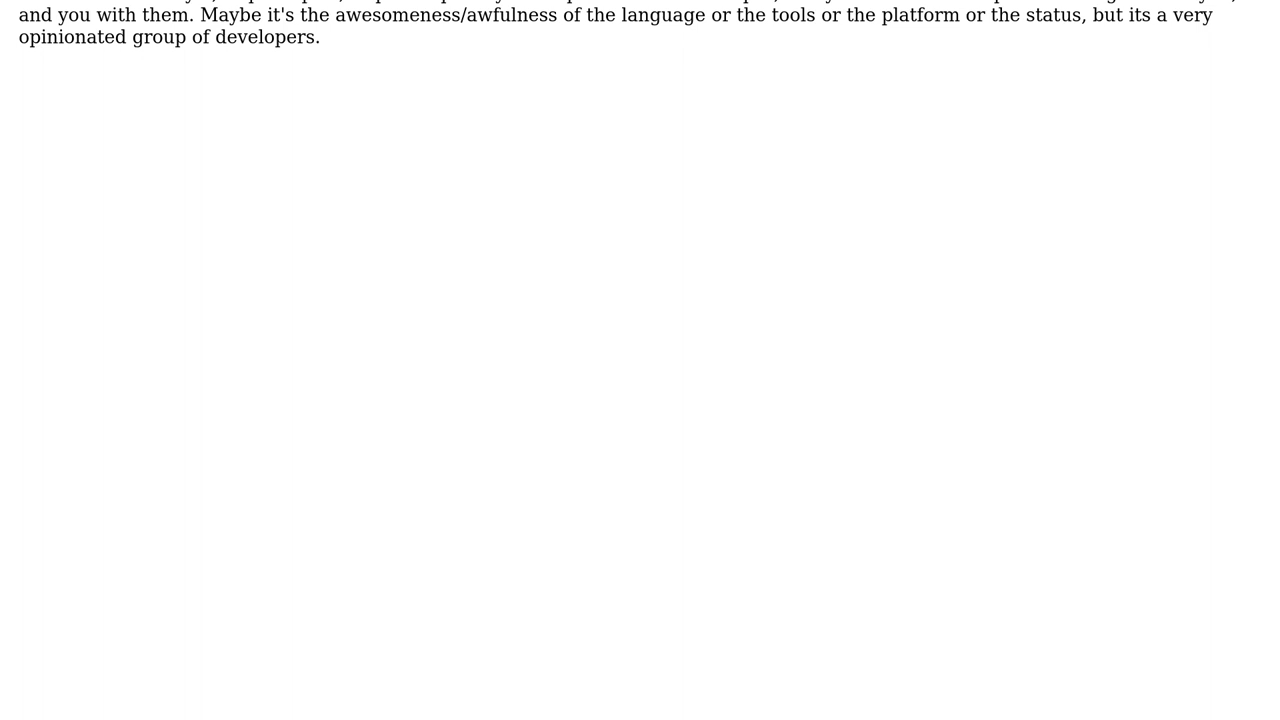 and you with them. Maybe it's the awesomeness/awfulness of the language or the tools or the platform or the status, but its a very
opinionated group of developers.